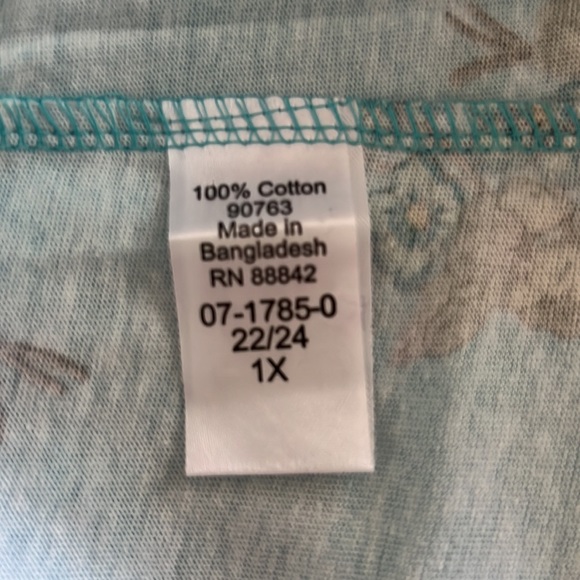 100% Cotton
90763
Made in
Bangladesh
RN 88842
07-1785-0
22/24
1X